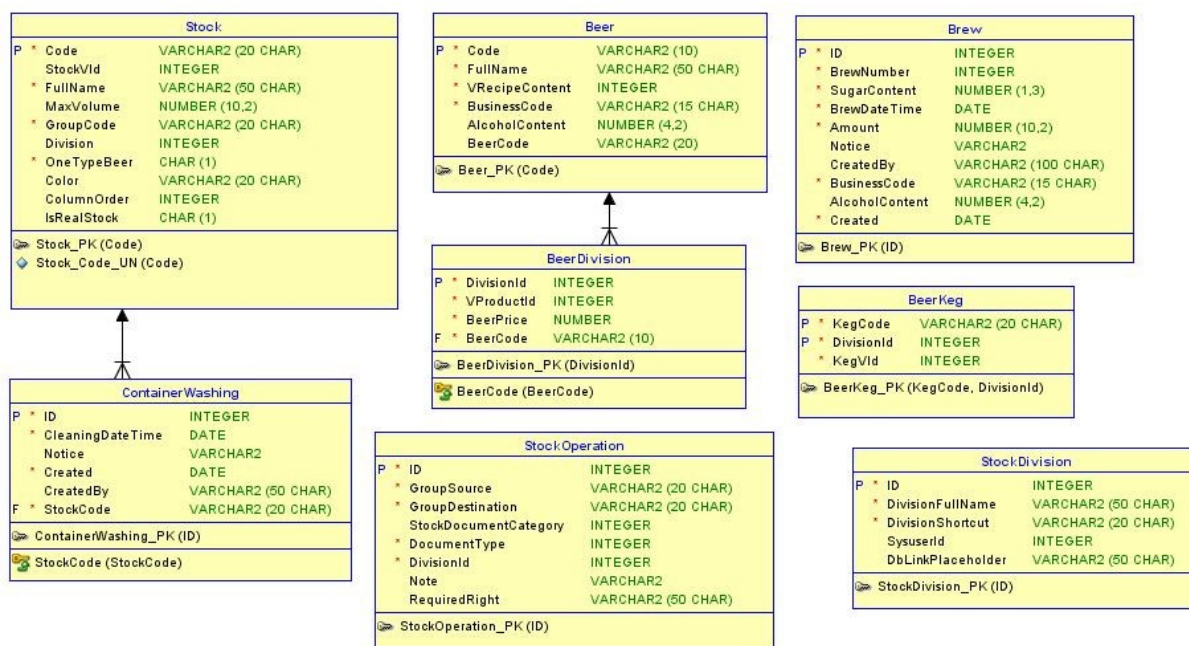 Stock
P * Code VARCHAR2 (20 CHAR)
StockVId INTEGER
* FullName VARCHAR2 (50 CHAR)
MaxVolume NUMBER (10,2)
* GroupCode VARCHAR2 (20 CHAR)
Division INTEGER
* OneTypeBeer CHAR (1)
Color VARCHAR2 (20 CHAR)
ColumnOrder INTEGER
IsRealStock CHAR (1)
Stock_PK (Code)
Stock_Code_UN (Code)
Beer
P * Code VARCHAR2 (10)
* FullName VARCHAR2 (50 CHAR)
* VRecipeContent INTEGER
* BusinessCode VARCHAR2 (15 CHAR)
AlcoholContent NUMBER (4,2)
BeerCode VARCHAR2 (20)
Beer_PK (Code)
Brew
P * ID INTEGER
* BrewNumber INTEGER
* SugarContent NUMBER (1,3)
* BrewDateTime DATE
* Amount NUMBER (10,2)
Notice VARCHAR2
CreatedBy VARCHAR2 (100 CHAR)
* BusinessCode VARCHAR2 (15 CHAR)
AlcoholContent NUMBER (4,2)
* Created DATE
Brew_PK (ID)
BeerDivision
P * DivisionId INTEGER
* VProductId INTEGER
* BeerPrice NUMBER
F * BeerCode VARCHAR2 (10)
BeerDivision_PK (DivisionId)
BeerCode (BeerCode)
BeerKeg
P * KegCode VARCHAR2 (20 CHAR)
P * DivisionId INTEGER
* KegVId INTEGER
BeerKeg_PK (KegCode, DivisionId)
ContainerWashing
P * ID INTEGER
* CleaningDateTime DATE
Notice VARCHAR2
* Created DATE
CreatedBy VARCHAR2 (50 CHAR)
F * StockCode VARCHAR2 (20 CHAR)
ContainerWashing_PK (ID)
StockCode (StockCode)
StockOperation
P * ID INTEGER
* GroupSource VARCHAR2 (20 CHAR)
* GroupDestination VARCHAR2 (20 CHAR)
StockDocumentCategory INTEGER
* DocumentType INTEGER
* DivisionId INTEGER
Note VARCHAR2
RequiredRight VARCHAR2 (50 CHAR)
StockOperation_PK (ID)
StockDivision
P * ID INTEGER
* DivisionFullName VARCHAR2 (50 CHAR)
* DivisionShortcut VARCHAR2 (20 CHAR)
SysuserId INTEGER
DbLinkPlaceholder VARCHAR2 (50 CHAR)
StockDivision_PK (ID)